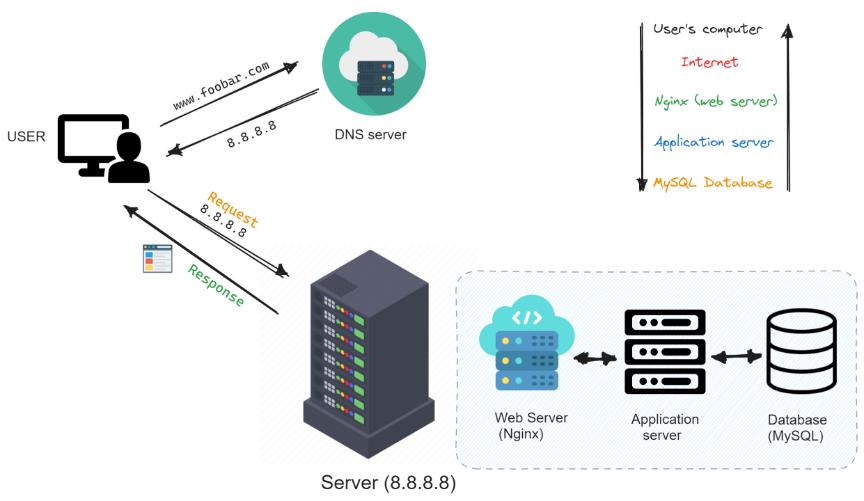 www.foobar.com
8.8.8.8
DNS server
USER
Request
8.8.8.8
Response
Server (8.8.8.8)
User's computer
Internet
Nginx (web server)
Application server
MySQL Database
Web Server
(Nginx)
Application
server
Database
(MySQL)